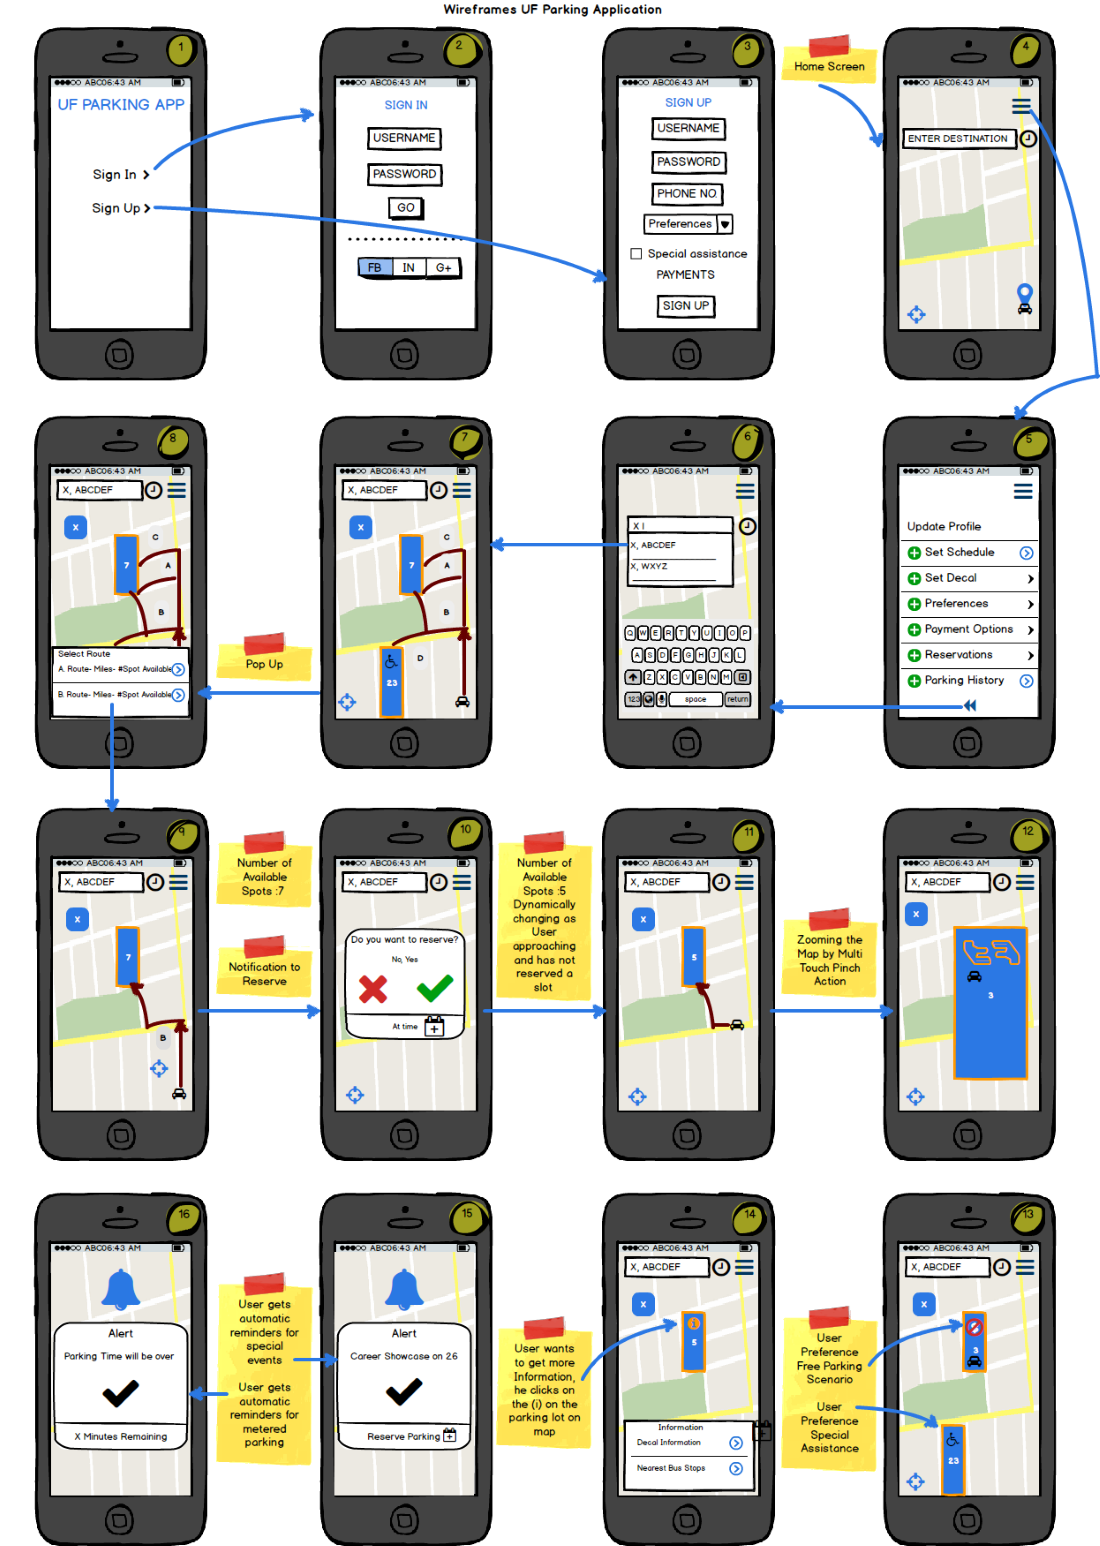 Wireframes UF Parking Application
1
ABC06:43 AM
UF PARKING APP
Sign In >
Sign Up >
2
ABC06:43 AM
SIGN IN
USERNAME
PASSWORD
GO
FB IN G+
3
ABC06:43 AM
SIGN UP
USERNAME
PASSWORD
PHONE NO.
Preferences
Special assistance
PAYMENTS
SIGN UP
Home Screen
4
ABC06:43 AM
ENTER DESTINATION
8
ABC06:43 AM
X, ABCDEF
X
C
7
A
B
Select Route
A. Route- Miles- #Spot Available
B. Route- Miles- #Spot Available
Pop Up
7
ABC06:43 AM
X, ABCDEF
X
C
7
A
B
D
23
6
ABC06:43 AM
X I
X, ABCDEF
X, WXYZ
Q W E R T Y U I O P
A S D F G H J K L
Z X C V B N M
123 space return
5
ABC06:43 AM
Update Profile
Set Schedule
Set Decal
Preferences
Payment Options
Reservations
Parking History
9
ABC06:43 AM
X, ABCDEF
X
7
B
Number of
Available
Spots :7
Notification to
Reserve
10
ABC06:43 AM
X, ABCDEF
Do you want to reserve?
No, Yes
At time
Number of
Available
Spots :5
Dynamically
changing as
User
approaching
and has not
reserved a
slot
11
ABC06:43 AM
X, ABCDEF
X
5
Zooming the
Map by Multi
Touch Pinch
Action
12
ABC06:43 AM
X, ABCDEF
X
3
16
ABC06:43 AM
Alert
Parking Time will be over
X Minutes Remaining
User gets
automatic
reminders for
special
events
User gets
automatic
reminders for
metered
parking
15
ABC06:43 AM
Alert
Career Showcase on 26
Reserve Parking
User wants
to get more
Information,
he clicks on
the (i) on the
parking lot on
map
14
ABC06:43 AM
X, ABCDEF
X
i
5
Information
Decal Information
Nearest Bus Stops
User
Preference
Free Parking
Scenario
User
Preference
Special
Assistance
13
ABC06:43 AM
X, ABCDEF
X
3
23